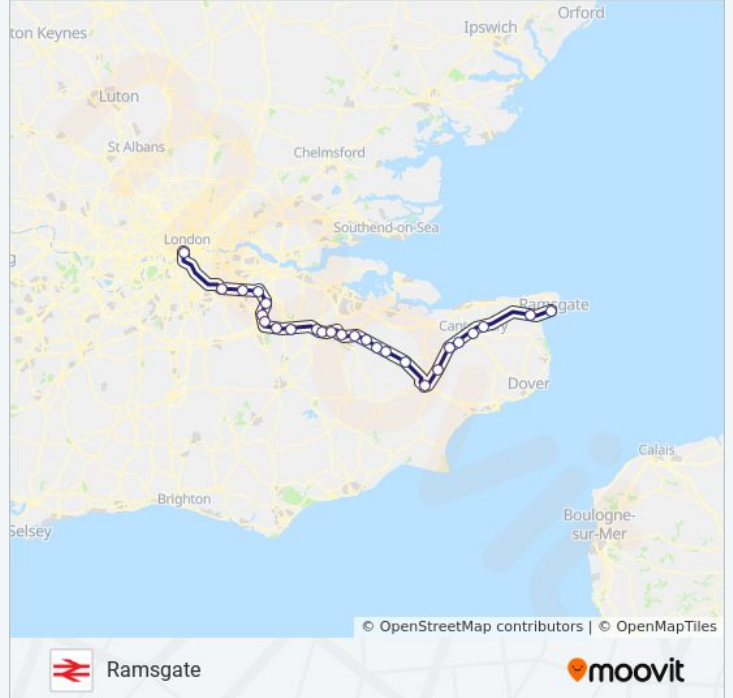 ton Keynes
Ipswich
Orford
Luton
St Albans
Chelmsford
London
Southend-on-Sea
g
Ramsgate
Canterbury
Dover
Calais
Brighton
Boulogne-
sur-Mer
Selsey
© OpenStreetMap contributors | © OpenMapTiles
Ramsgate
moovit